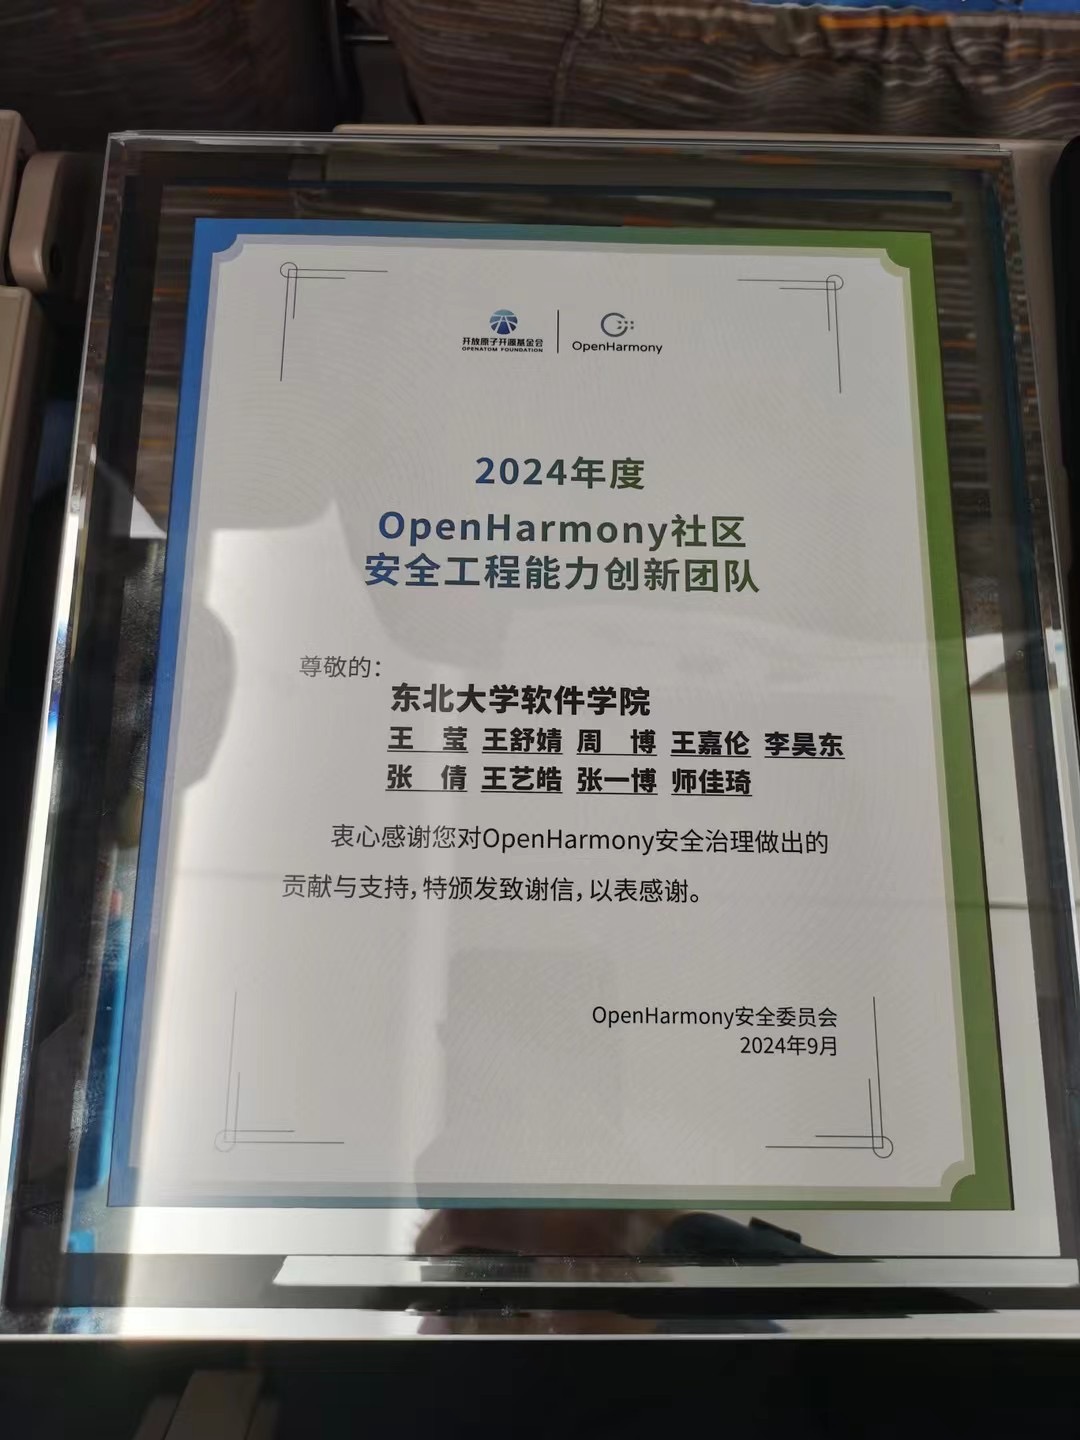 开放原子开源基金会
OPENATOM FOUNDATION
OpenHarmony
2024年度
OpenHarmony社区
安全工程能力创新团队
尊敬的：
东北大学软件学院
王　莹 王舒婧 周　博 王嘉伦 李昊东
张　倩 王艺皓 张一博 师佳琦
衷心感谢您对OpenHarmony安全治理做出的
贡献与支持，特颁发致谢信，以表感谢。
OpenHarmony安全委员会
2024年9月